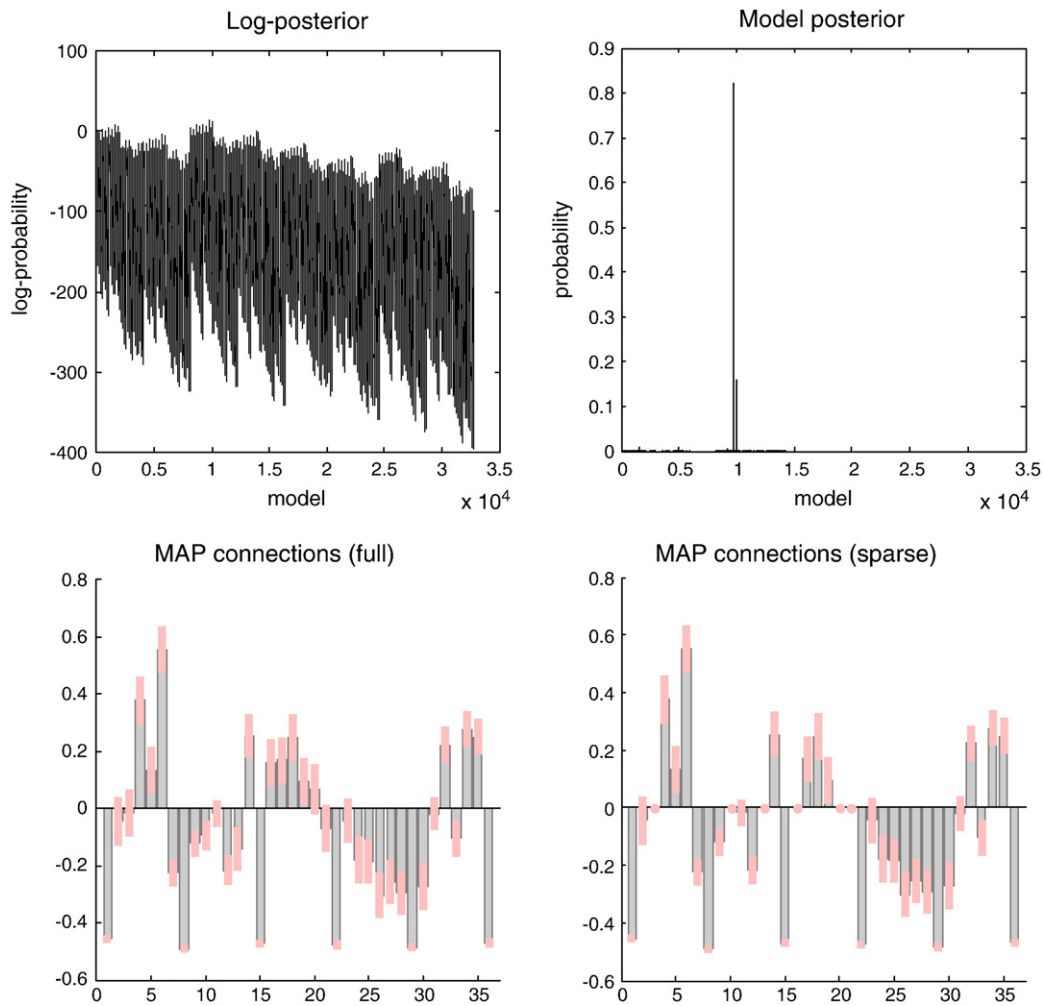 Log-posterior
100
0
-100
-200
-300
-400
log-probability
0 0.5 1 1.5 2 2.5 3 3.5
model
x 10^4
Model posterior
0.9
0.8
0.7
0.6
0.5
0.4
0.3
0.2
0.1
0
probability
0 0.5 1 1.5 2 2.5 3 3.5
model
x 10^4
MAP connections (full)
0.8
0.6
0.4
0.2
0
-0.2
-0.4
-0.6
0 5 10 15 20 25 30 35
MAP connections (sparse)
0.8
0.6
0.4
0.2
0
-0.2
-0.4
-0.6
0 5 10 15 20 25 30 35